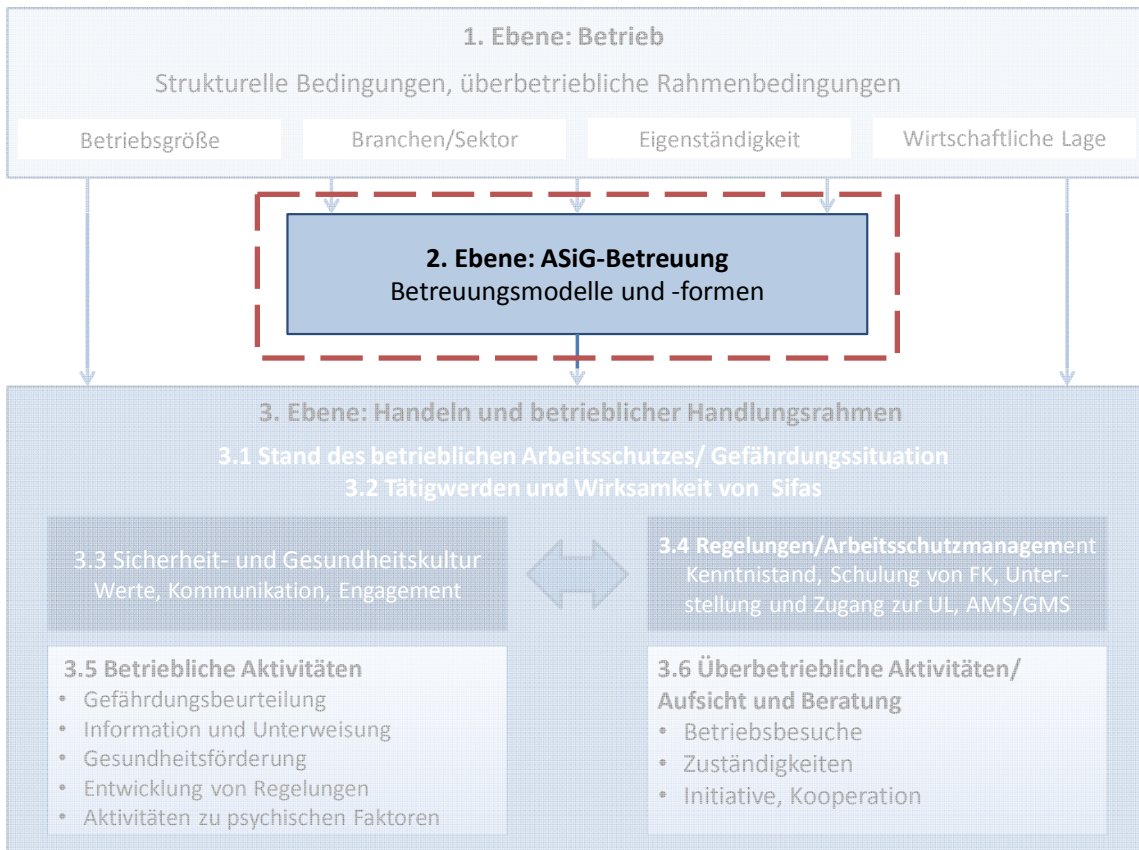 1. Ebene: Betrieb
Strukturelle Bedingungen, überbetriebliche Rahmenbedingungen
Betriebsgröße
Branchen/Sektor
Eigenständigkeit
Wirtschaftliche Lage
2. Ebene: ASiG-Betreuung
Betreuungsmodelle und -formen
3. Ebene: Handeln und betrieblicher Handlungsrahmen
3.1 Stand des betrieblichen Arbeitsschutzes/ Gefährdungssituation
3.2 Tätigwerden und Wirksamkeit von Sifas
3.3 Sicherheit- und Gesundheitskultur
Werte, Kommunikation, Engagement
3.4 Regelungen/Arbeitsschutzmanagement
Kenntnistand, Schulung von FK, Unter-
stellung und Zugang zur UL, AMS/GMS
3.5 Betriebliche Aktivitäten
• Gefährdungsbeurteilung
• Information und Unterweisung
• Gesundheitsförderung
• Entwicklung von Regelungen
• Aktivitäten zu psychischen Faktoren
3.6 Überbetriebliche Aktivitäten/
Aufsicht und Beratung
• Betriebsbesuche
• Zuständigkeiten
• Initiative, Kooperation